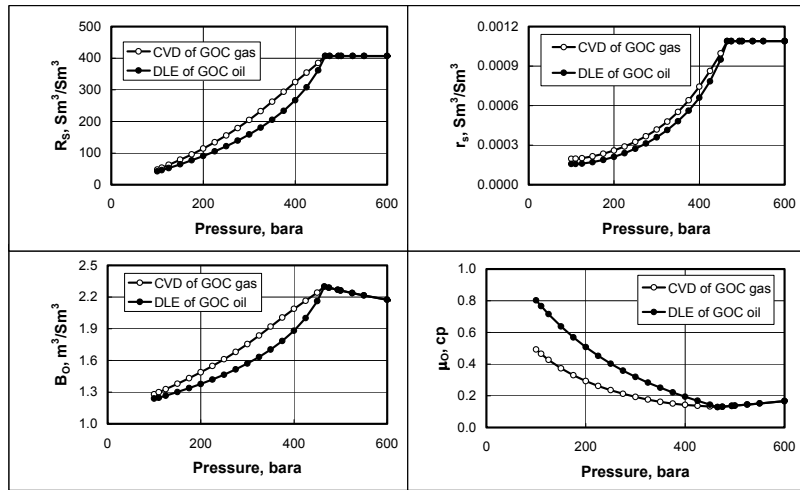 500
400
300
200
100
0
R_S, Sm³/Sm³
CVD of GOC gas
DLE of GOC oil
0 200 400 600
Pressure, bara
0.0012
0.0009
0.0006
0.0003
0.0000
r_s, Sm³/Sm³
CVD of GOC gas
DLE of GOC oil
0 200 400 600
Pressure, bara
2.5
2.2
1.9
1.6
1.3
1.0
B_O, m³/Sm³
CVD of GOC gas
DLE of GOC oil
0 200 400 600
Pressure, bara
1.0
0.8
0.6
0.4
0.2
0.0
μ_O, cp
CVD of GOC gas
DLE of GOC oil
0 200 400 600
Pressure, bara